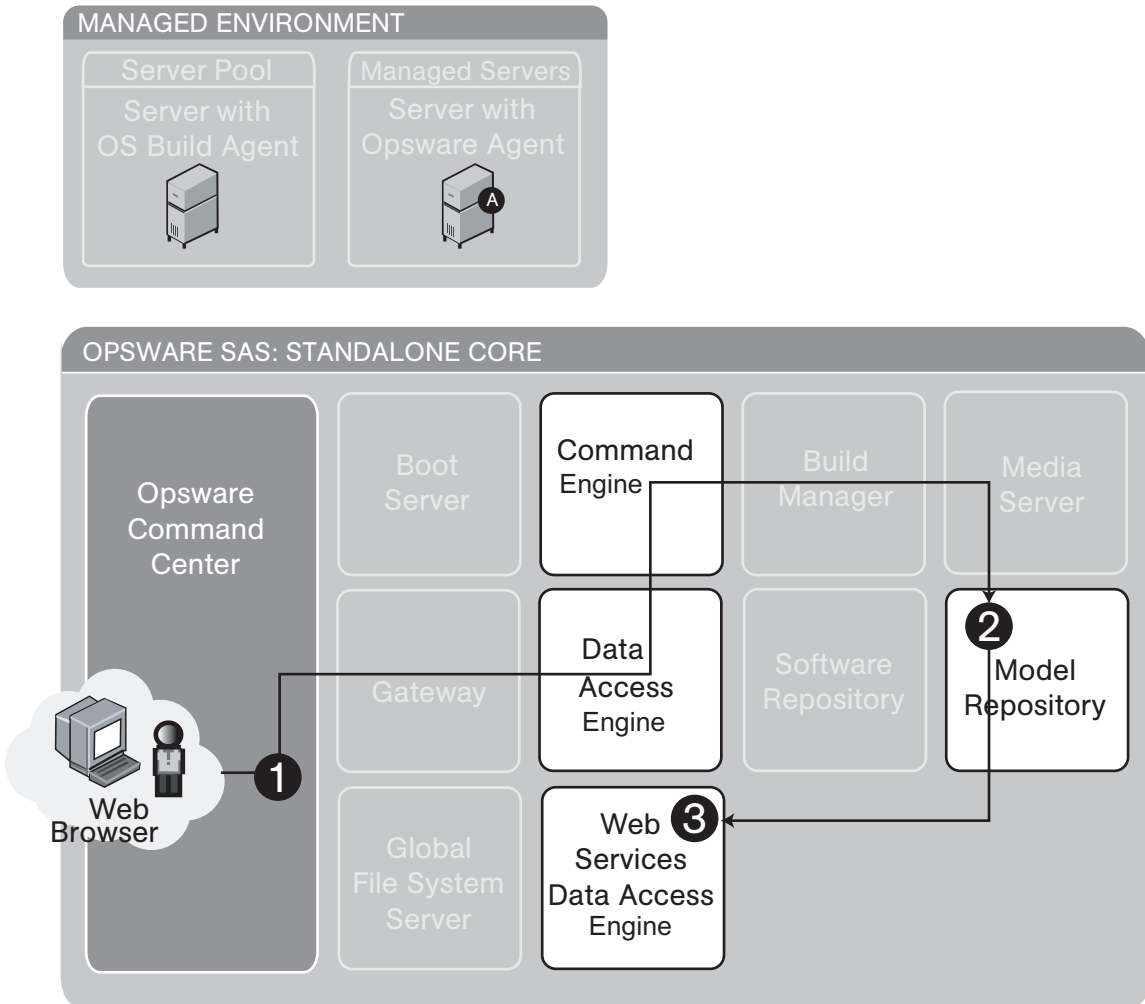 MANAGED ENVIRONMENT
Server Pool
Server with
OS Build Agent
Managed Servers
Server with
Opsware Agent
A
OPSWARE SAS: STANDALONE CORE
Opsware
Command
Center
Boot
Server
Command
Engine
Build
Manager
Media
Server
Gateway
Data
Access
Engine
Software
Repository
2
Model
Repository
1
Web
Browser
Global
File System
Server
Web 3
Services
Data Access
Engine